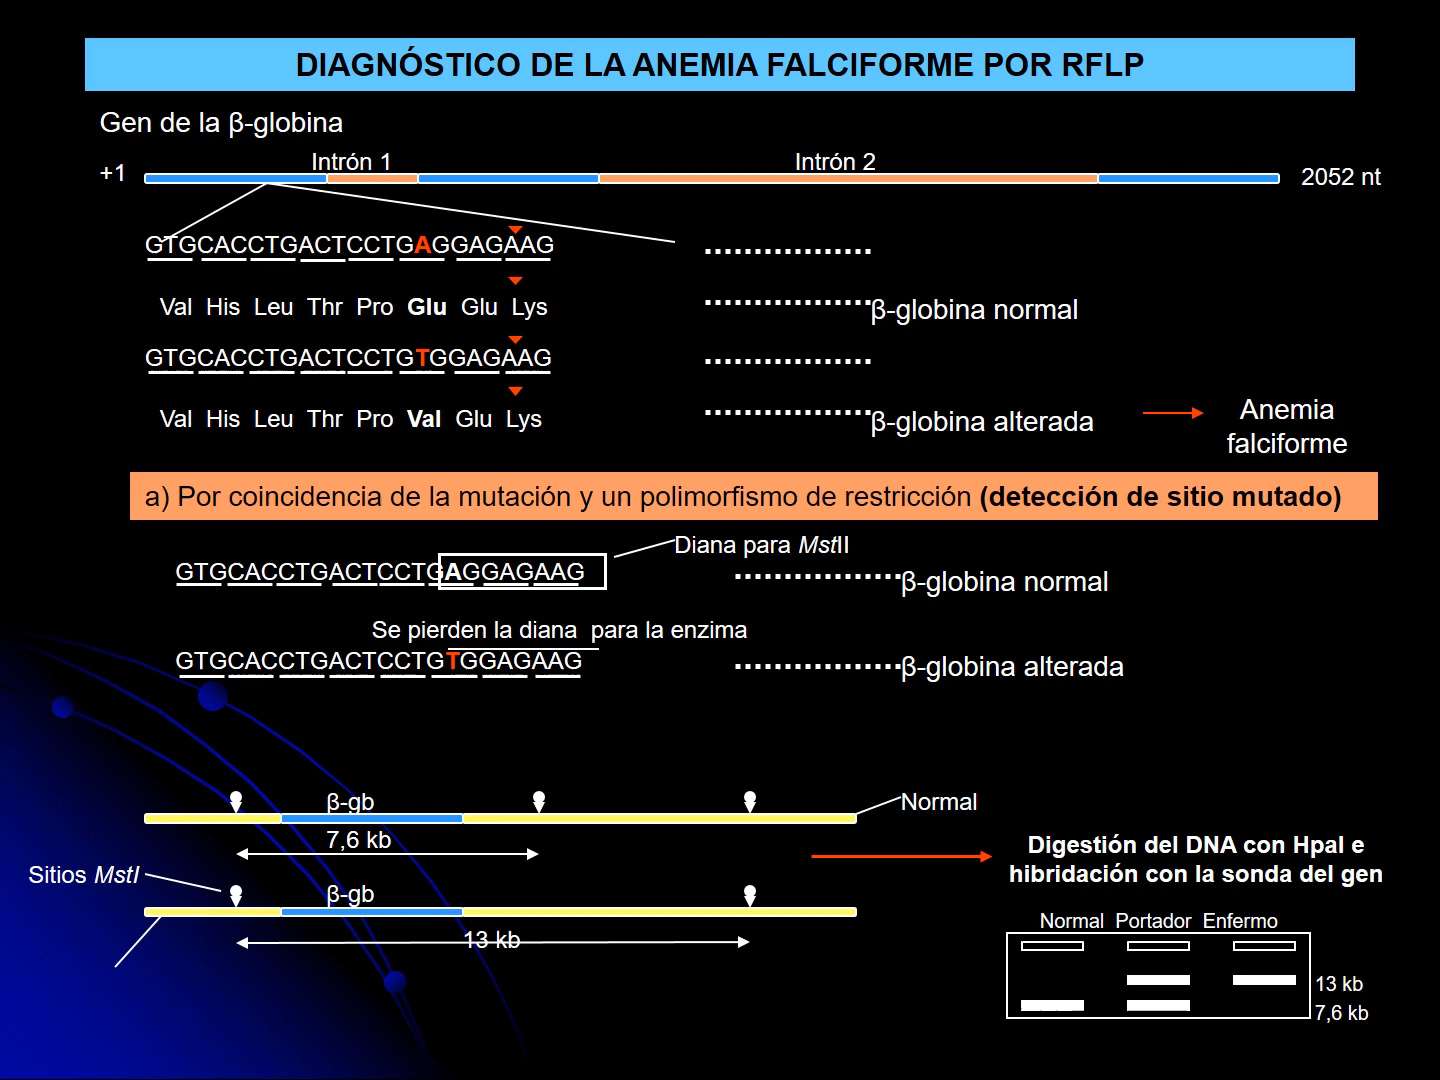 DIAGNÓSTICO DE LA ANEMIA FALCIFORME POR RFLP
Gen de la β-globina
+1
Intrón 1
Intrón 2
2052 nt
GTGCACCTGACTCCTGAGGAGAAG
Val His Leu Thr Pro Glu Glu Lys
β-globina normal
GTGCACCTGACTCCTGTGGAGAAG
Val His Leu Thr Pro Val Glu Lys
β-globina alterada
Anemia
falciforme
a) Por coincidencia de la mutación y un polimorfismo de restricción (detección de sitio mutado)
Diana para MstII
GTGCACCTGACTCCTGAGGAGAAG
β-globina normal
Se pierden la diana para la enzima
GTGCACCTGACTCCTGTGGAGAAG
β-globina alterada
β-gb
Normal
7,6 kb
Sitios MstI
β-gb
13 kb
Digestión del DNA con HpaI e
hibridación con la sonda del gen
Normal Portador Enfermo
13 kb
7,6 kb